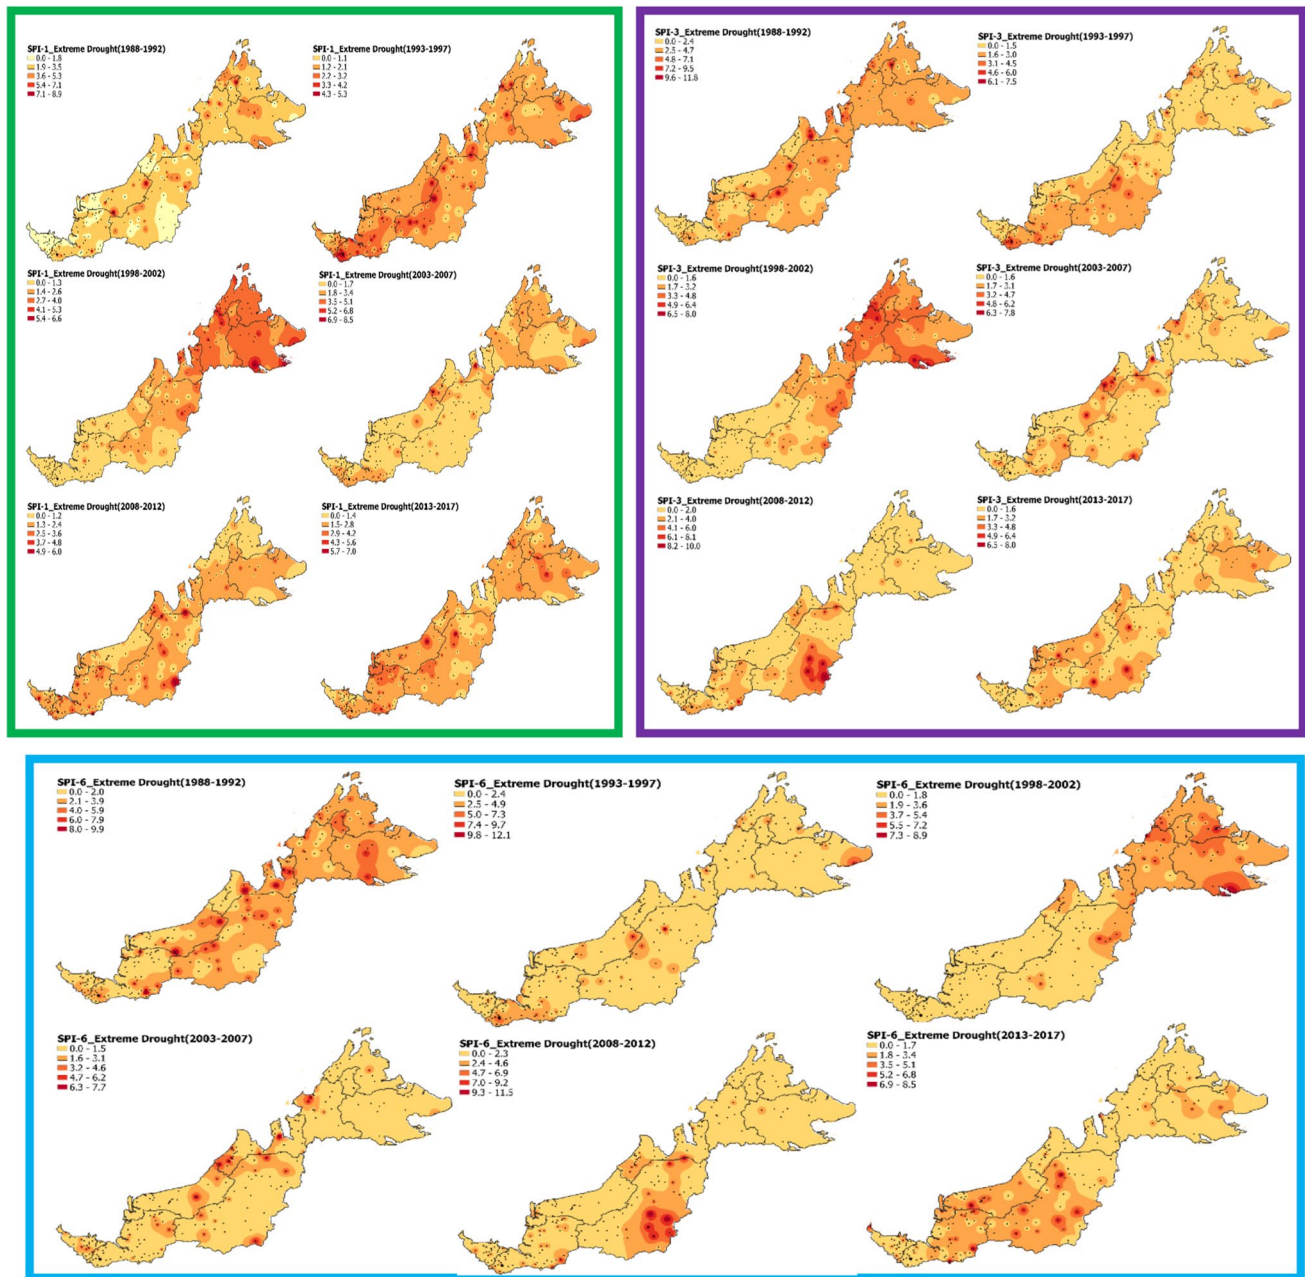 SPI-1_Extreme Drought(1988-1992)
0.0 - 1.8
1.9 - 3.5
3.6 - 5.3
5.4 - 7.1
7.1 - 8.9
SPI-1_Extreme Drought(1993-1997)
0.0 - 1.1
1.2 - 2.1
2.2 - 3.2
3.3 - 4.2
4.3 - 5.3
SPI-1_Extreme Drought(1998-2002)
0.0 - 1.3
1.4 - 2.6
2.7 - 4.0
4.1 - 5.3
5.4 - 6.6
SPI-1_Extreme Drought(2003-2007)
0.0 - 1.7
1.8 - 3.4
3.5 - 5.1
5.2 - 6.8
6.9 - 8.5
SPI-1_Extreme Drought(2008-2012)
0.0 - 1.2
1.3 - 2.4
2.5 - 3.6
3.7 - 4.8
4.9 - 6.0
SPI-1_Extreme Drought(2013-2017)
0.0 - 1.4
1.5 - 2.8
2.9 - 4.2
4.3 - 5.6
5.7 - 7.0
SPI-3_Extreme Drought(1988-1992)
0.0 - 2.4
2.5 - 4.7
4.8 - 7.1
7.2 - 9.5
9.6 - 11.8
SPI-3_Extreme Drought(1993-1997)
0.0 - 1.5
1.6 - 3.0
3.1 - 4.5
4.6 - 6.0
6.1 - 7.5
SPI-3_Extreme Drought(1998-2002)
0.0 - 1.6
1.7 - 3.2
3.3 - 4.8
4.9 - 6.4
6.5 - 8.0
SPI-3_Extreme Drought(2003-2007)
0.0 - 1.6
1.7 - 3.1
3.2 - 4.7
4.8 - 6.2
6.3 - 7.8
SPI-3_Extreme Drought(2008-2012)
0.0 - 2.0
2.1 - 4.0
4.1 - 6.0
6.1 - 8.1
8.2 - 10.0
SPI-3_Extreme Drought(2013-2017)
0.0 - 1.6
1.7 - 3.2
3.3 - 4.8
4.9 - 6.4
6.5 - 8.0
SPI-6_Extreme Drought(1988-1992)
0.0 - 2.0
2.1 - 3.9
4.0 - 5.9
6.0 - 7.9
8.0 - 9.9
SPI-6_Extreme Drought(1993-1997)
0.0 - 2.4
2.5 - 4.9
5.0 - 7.3
7.4 - 9.7
9.8 - 12.1
SPI-6_Extreme Drought(1998-2002)
0.0 - 1.8
1.9 - 3.6
3.7 - 5.4
5.5 - 7.2
7.3 - 8.9
SPI-6_Extreme Drought(2003-2007)
0.0 - 1.5
1.6 - 3.1
3.2 - 4.6
4.7 - 6.2
6.3 - 7.7
SPI-6_Extreme Drought(2008-2012)
0.0 - 2.3
2.4 - 4.6
4.7 - 6.9
7.0 - 9.2
9.3 - 11.5
SPI-6_Extreme Drought(2013-2017)
0.0 - 1.7
1.8 - 3.4
3.5 - 5.1
5.2 - 6.8
6.9 - 8.5